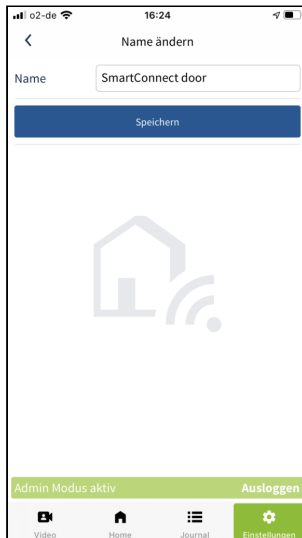 o2-de 16:24
Name ändern
Name SmartConnect door
Speichern
Admin Modus aktiv Ausloggen
Video Home Journal Einstellungen